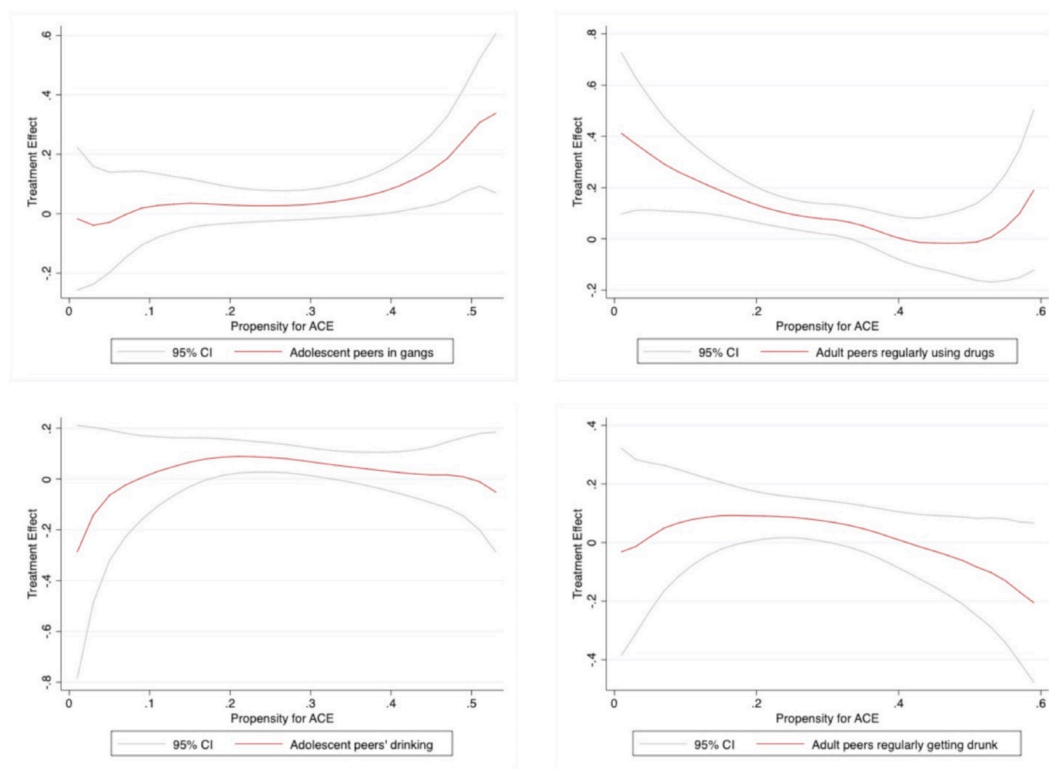 .6
.4
.2
0
-.2
Treatment Effect
0 .1 .2 .3 .4 .5
Propensity for ACE
95% CI Adolescent peers in gangs
.8
.6
.4
.2
0
-.2
Treatment Effect
0 .2 .4 .6
Propensity for ACE
95% CI Adult peers regularly using drugs
.2
0
-.2
-.4
-.6
-.8
Treatment Effect
0 .1 .2 .3 .4 .5
Propensity for ACE
95% CI Adolescent peers' drinking
.4
.2
0
-.2
-.4
Treatment Effect
0 .2 .4 .6
Propensity for ACE
95% CI Adult peers regularly getting drunk